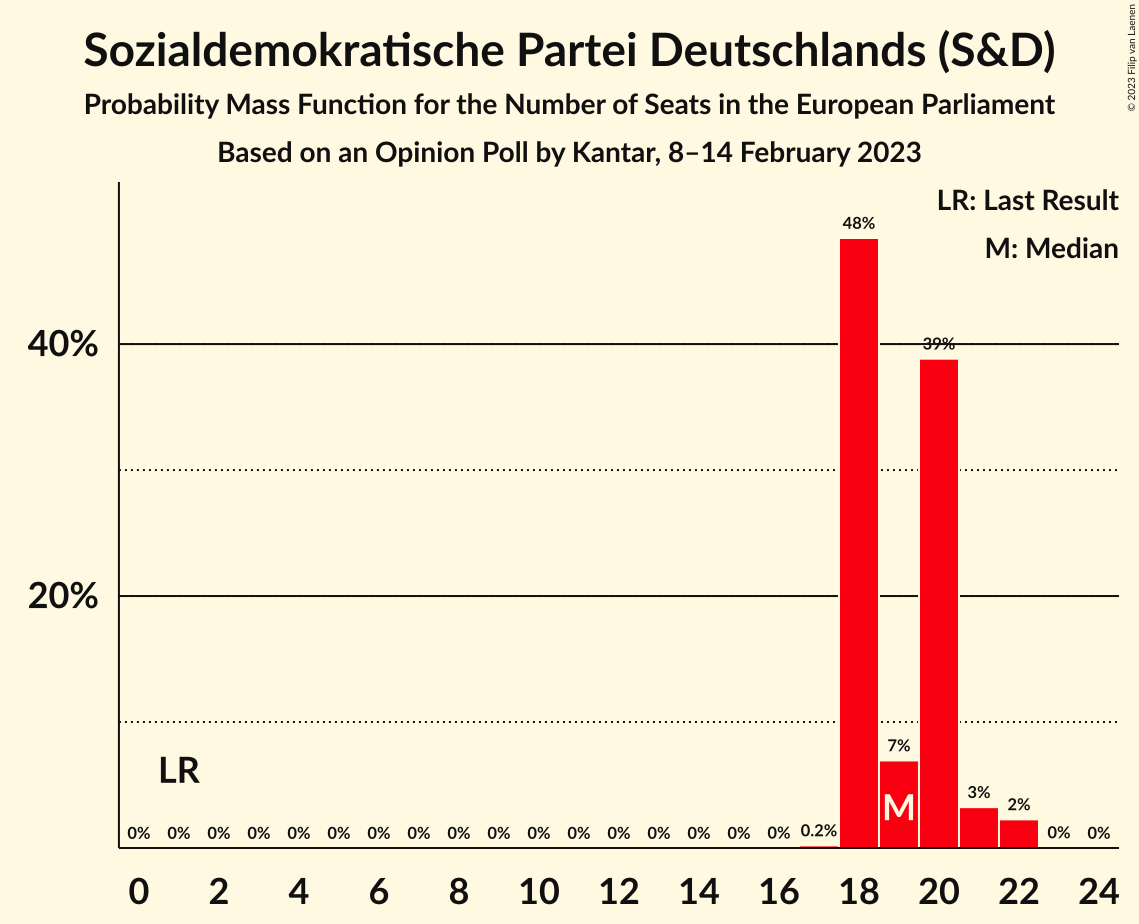 Sozialdemokratische Partei Deutschlands (S&D)
Probability Mass Function for the Number of Seats in the European Parliament
Based on an Opinion Poll by Kantar, 8–14 February 2023
© 2023 Filip van Laenen
LR: Last Result
M: Median
48%
40%
39%
20%
7%
LR
3%
M
2%
0% 0% 0% 0% 0% 0% 0% 0% 0% 0% 0% 0% 0% 0% 0% 0% 0% 0.2% 0% 0%
0 2 4 6 8 10 12 14 16 18 20 22 24